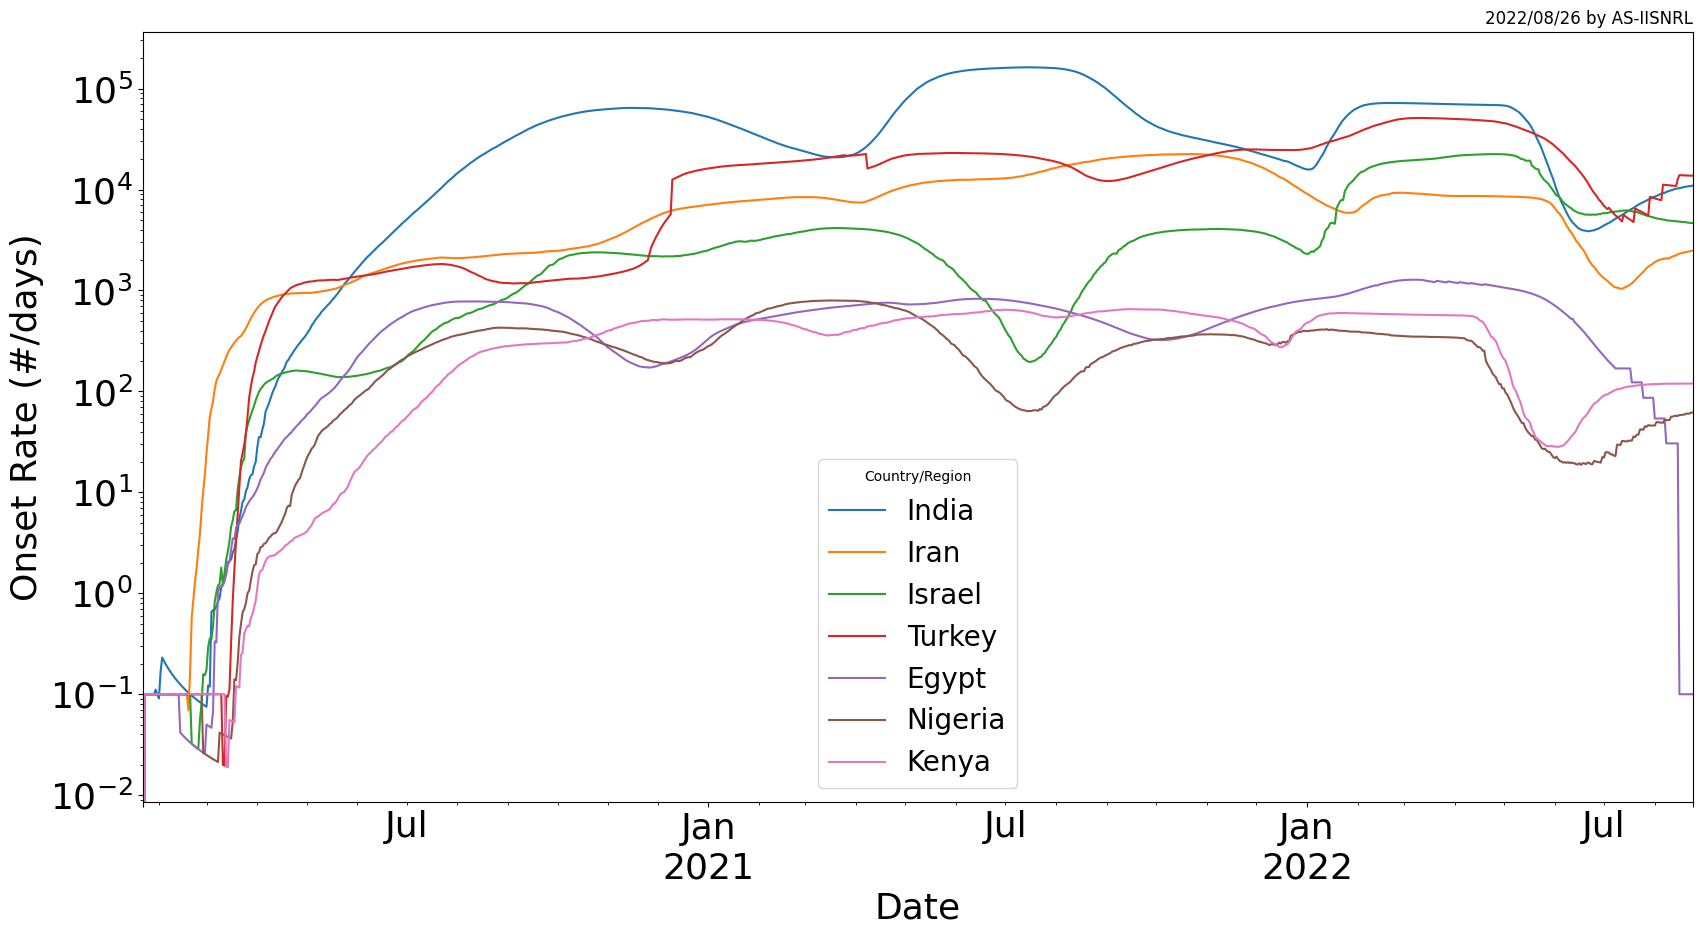 2022/08/26 by AS-IISNRL
Onset Rate (#/days)
10^5
10^4
10^3
10^2
10^1
10^0
10^−1
10^−2
Country/Region
India
Iran
Israel
Turkey
Egypt
Nigeria
Kenya
Jul Jan Jul Jan Jul
2021 2022
Date